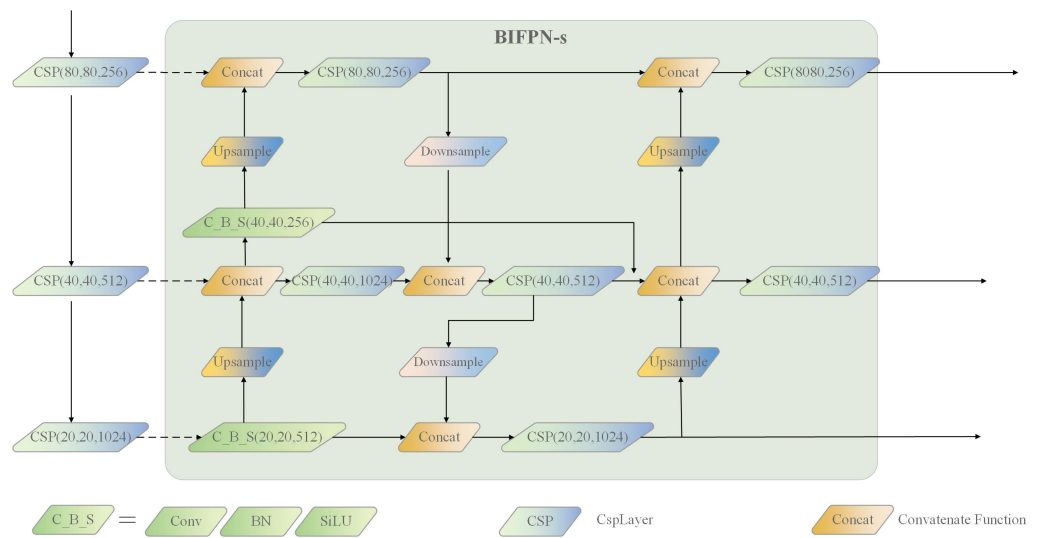 BIFPN-s
CSP(80,80,256)
Concat
CSP(80,80,256)
Concat
CSP(8080,256)
Upsample
Downsample
Upsample
C_B_S(40,40,256)
CSP(40,40,512)
Concat
CSP(40,40,1024)
Concat
CSP(40,40,512)
Concat
CSP(40,40,512)
Upsample
Downsample
Upsample
CSP(20,20,1024)
C_B_S(20,20,512)
Concat
CSP(20,20,1024)
C_B_S
=
Conv
BN
SiLU
CSP
CspLayer
Concat
Convatenate Function